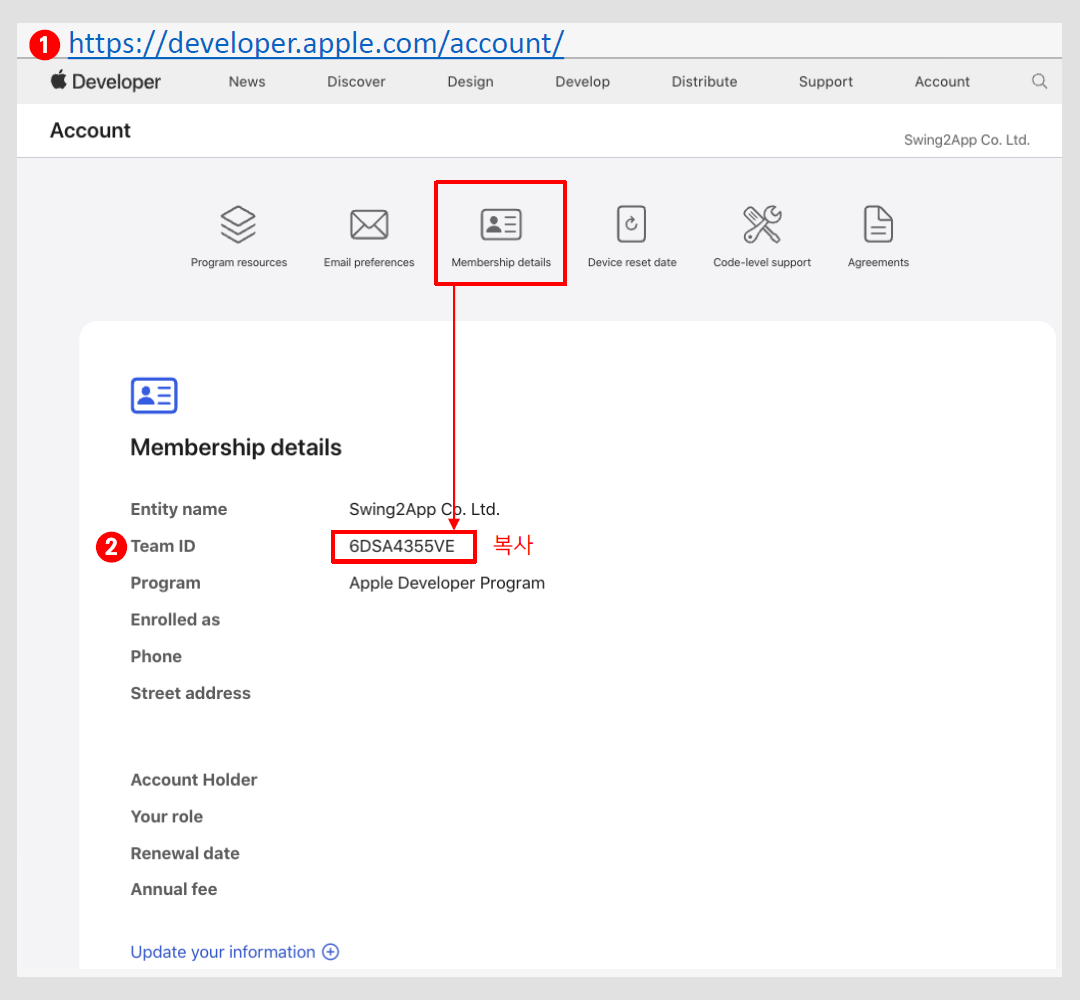 1 https://developer.apple.com/account/
Developer News Discover Design Develop Distribute Support Account
Account
Swing2App Co. Ltd.
Program resources Email preferences Membership details Device reset date Code-level support Agreements
Membership details
Entity name Swing2App Co. Ltd.
2 Team ID 6DSA4355VE 복사
Program Apple Developer Program
Enrolled as
Phone
Street address
Account Holder
Your role
Renewal date
Annual fee
Update your information